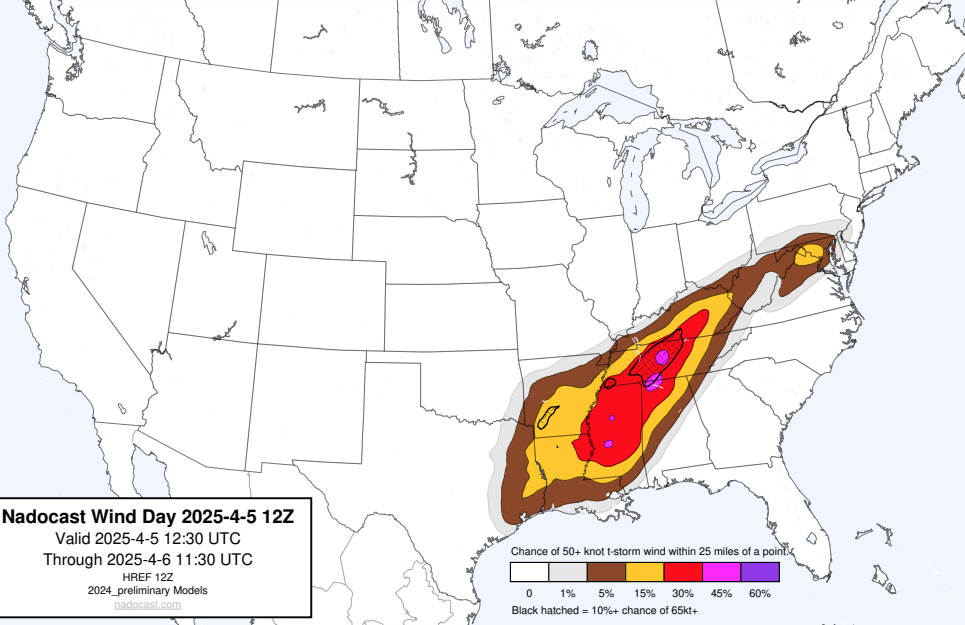 Nadocast Wind Day 2025-4-5 12Z
Valid 2025-4-5 12:30 UTC
Through 2025-4-6 11:30 UTC
HREF 12Z
2024_preliminary Models
nadocast.com
Chance of 50+ knot t-storm wind within 25 miles of a point.
0 1% 5% 15% 30% 45% 60%
Black hatched = 10%+ chance of 65kt+